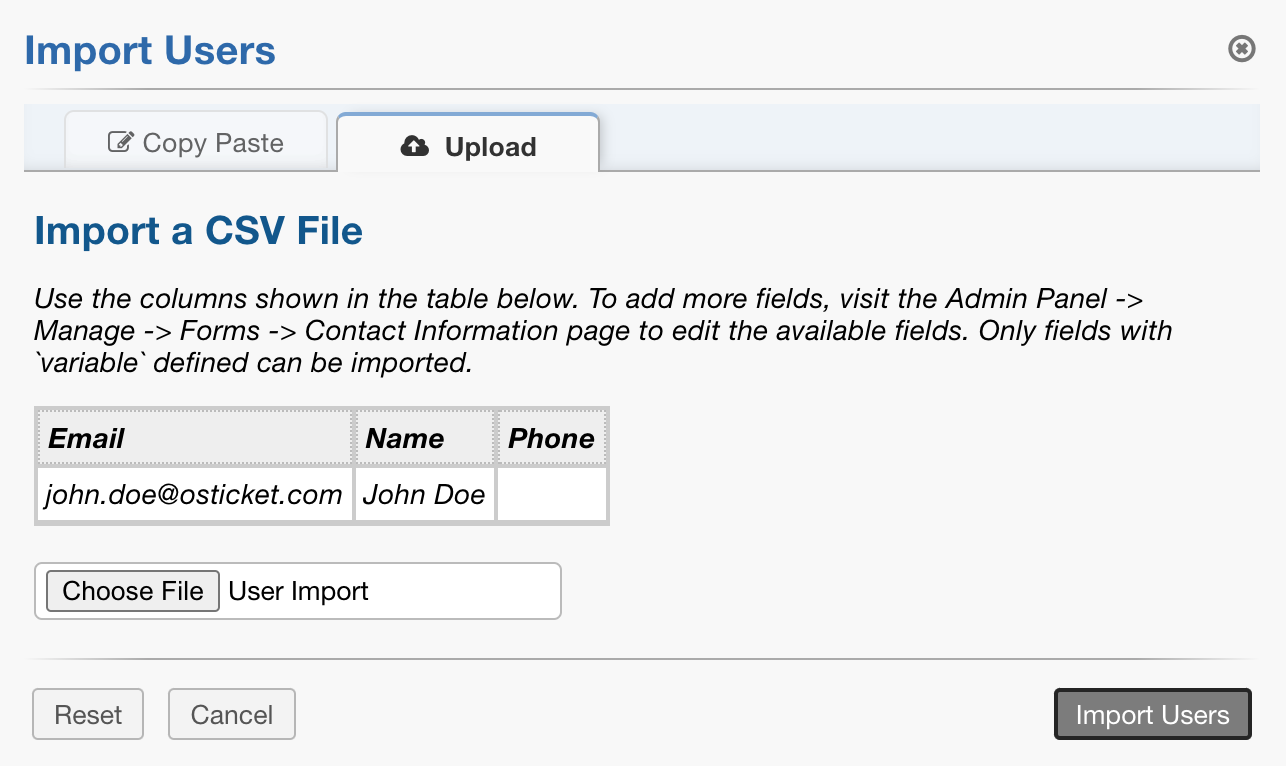 Import Users
Copy Paste
Upload
Import a CSV File
Use the columns shown in the table below. To add more fields, visit the Admin Panel ->
Manage -> Forms -> Contact Information page to edit the available fields. Only fields with
`variable` defined can be imported.
Email Name Phone
john.doe@osticket.com John Doe
Choose File User Import
Reset Cancel Import Users